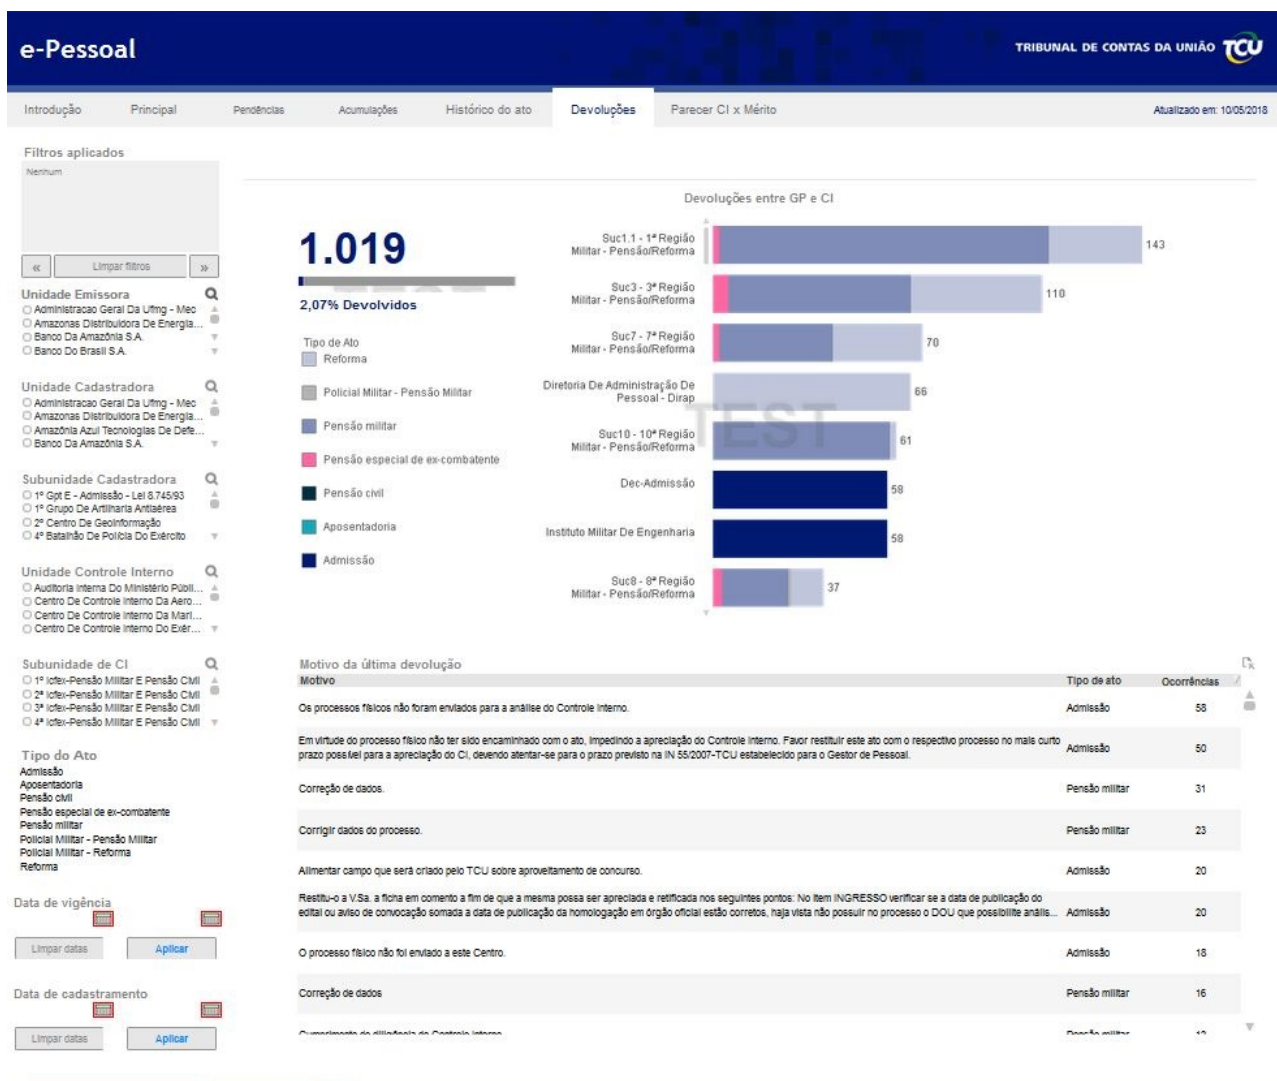 e-Pessoal
TRIBUNAL DE CONTAS DA UNIÃO TCU
Introdução Principal Pendências Acumulações Histórico do ato Devoluções Parecer CI x Mérito Atualizado em: 10/05/2018
Filtros aplicados
Nenhum
« Limpar filtros »
Unidade Emissora
Administracao Geral Da Ufmg - Mec
Amazonas Distribuidora De Energia...
Banco Da Amazônia S.A.
Banco Do Brasil S.A.
Unidade Cadastradora
Administracao Geral Da Ufmg - Mec
Amazonas Distribuidora De Energia...
Amazônia Azul Tecnologias De Defe...
Banco Da Amazônia S.A.
Subunidade Cadastradora
1º Gpt E - Admissão - Lei 8.745/93
1º Grupo De Artilharia Antiaérea
2º Centro De Geoinformação
4º Batalhão De Polícia Do Exército
Unidade Controle Interno
Auditoria Interna Do Ministério Públi...
Centro De Controle Interno Da Aero...
Centro De Controle Interno Da Mari...
Centro De Controle Interno Do Exér...
Subunidade de CI
1ª Icfex-Pensão Militar E Pensão Civil
2ª Icfex-Pensão Militar E Pensão Civil
3ª Icfex-Pensão Militar E Pensão Civil
4ª Icfex-Pensão Militar E Pensão Civil
Tipo do Ato
Admissão
Aposentadoria
Pensão civil
Pensão especial de ex-combatente
Pensão militar
Policial Militar - Pensão Militar
Policial Militar - Reforma
Reforma
Data de vigência
Limpar datas Aplicar
Data de cadastramento
Limpar datas Aplicar
1.019
2,07% Devolvidos
Tipo de Ato
Reforma
Policial Militar - Pensão Militar
Pensão militar
Pensão especial de ex-combatente
Pensão civil
Aposentadoria
Admissão
Devoluções entre GP e CI
Suc1.1 - 1ª Região
Militar - Pensão/Reforma
143
Suc3 - 3ª Região
Militar - Pensão/Reforma
110
Suc7 - 7ª Região
Militar - Pensão/Reforma
70
Diretoria De Administração De
Pessoal - Dirap
66
TEST
Suc10 - 10ª Região
Militar - Pensão/Reforma
61
Dec-Admissão
58
Instituto Militar De Engenharia
58
Suc8 - 8ª Região
Militar - Pensão/Reforma
37
Motivo da última devolução
Motivo Tipo de ato Ocorrências
Os processos físicos não foram enviados para a análise do Controle Interno. Admissão 58
Em virtude do processo físico não ter sido encaminhado com o ato, impedindo a apreciação do Controle Interno. Favor restituir este ato com o respectivo processo no mais curto
prazo possível para a apreciação do CI, devendo atentar-se para o prazo previsto na IN 55/2007-TCU estabelecido para o Gestor de Pessoal. Admissão 50
Correção de dados. Pensão militar 31
Corrigir dados do processo. Pensão militar 23
Alimentar campo que será criado pelo TCU sobre aproveitamento de concurso. Admissão 20
Restitu-o a V.Sa. a ficha em comento a fim de que a mesma possa ser apreciada e retificada nos seguintes pontos: No item INGRESSO verificar se a data de publicação do
edital ou aviso de convocação somada a data de publicação da homologação em órgão oficial estão corretos, haja vista não possuir no processo o DOU que possibilite anális... Admissão 20
O processo físico não foi enviado a este Centro. Admissão 18
Correção de dados Pensão militar 16
Cumprimento de diligência do Controle Interno Pensão militar 12